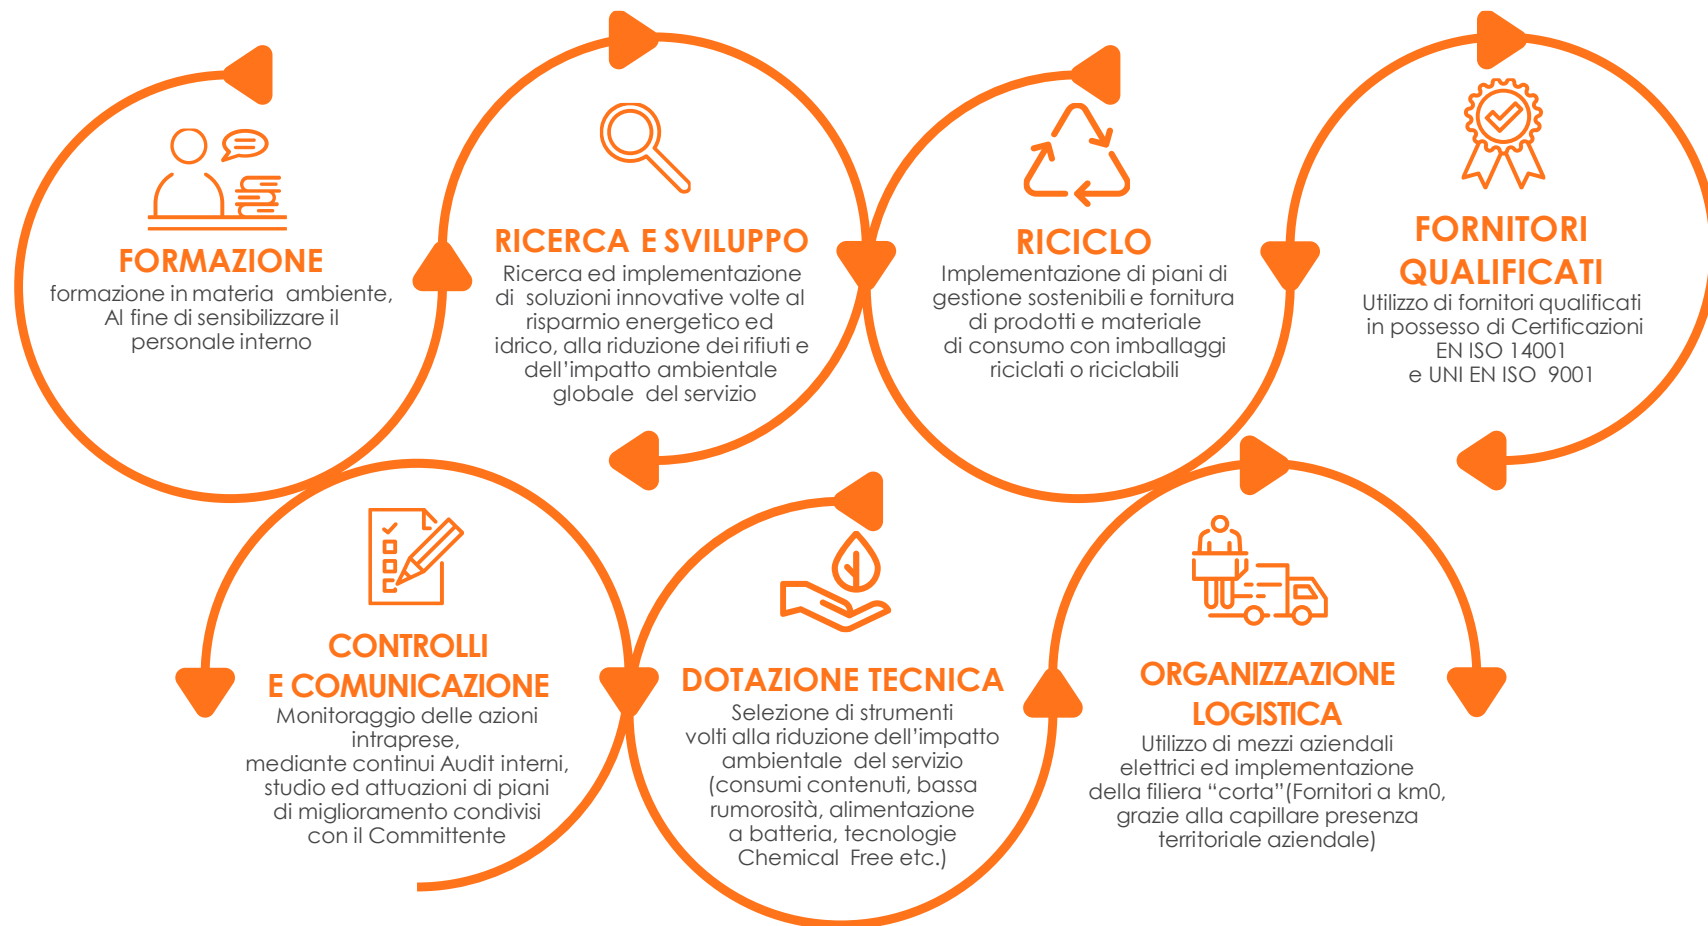 FORMAZIONE
formazione in materia ambiente,
Al fine di sensibilizzare il
personale interno
RICERCA E SVILUPPO
Ricerca ed implementazione
di soluzioni innovative volte al
risparmio energetico ed
idrico, alla riduzione dei rifiuti e
dell’impatto ambientale
globale del servizio
RICICLO
Implementazione di piani di
gestione sostenibili e fornitura
di prodotti e materiale
di consumo con imballaggi
riciclati o riciclabili
FORNITORI
QUALIFICATI
Utilizzo di fornitori qualificati
in possesso di Certificazioni
EN ISO 14001
e UNI EN ISO 9001
CONTROLLI
E COMUNICAZIONE
Monitoraggio delle azioni
intraprese,
mediante continui Audit interni,
studio ed attuazioni di piani
di miglioramento condivisi
con il Committente
DOTAZIONE TECNICA
Selezione di strumenti
volti alla riduzione dell’impatto
ambientale del servizio
(consumi contenuti, bassa
rumorosità, alimentazione
a batteria, tecnologie
Chemical Free etc.)
ORGANIZZAZIONE
LOGISTICA
Utilizzo di mezzi aziendali
elettrici ed implementazione
della filiera “corta”(Fornitori a km0,
grazie alla capillare presenza
territoriale aziendale)